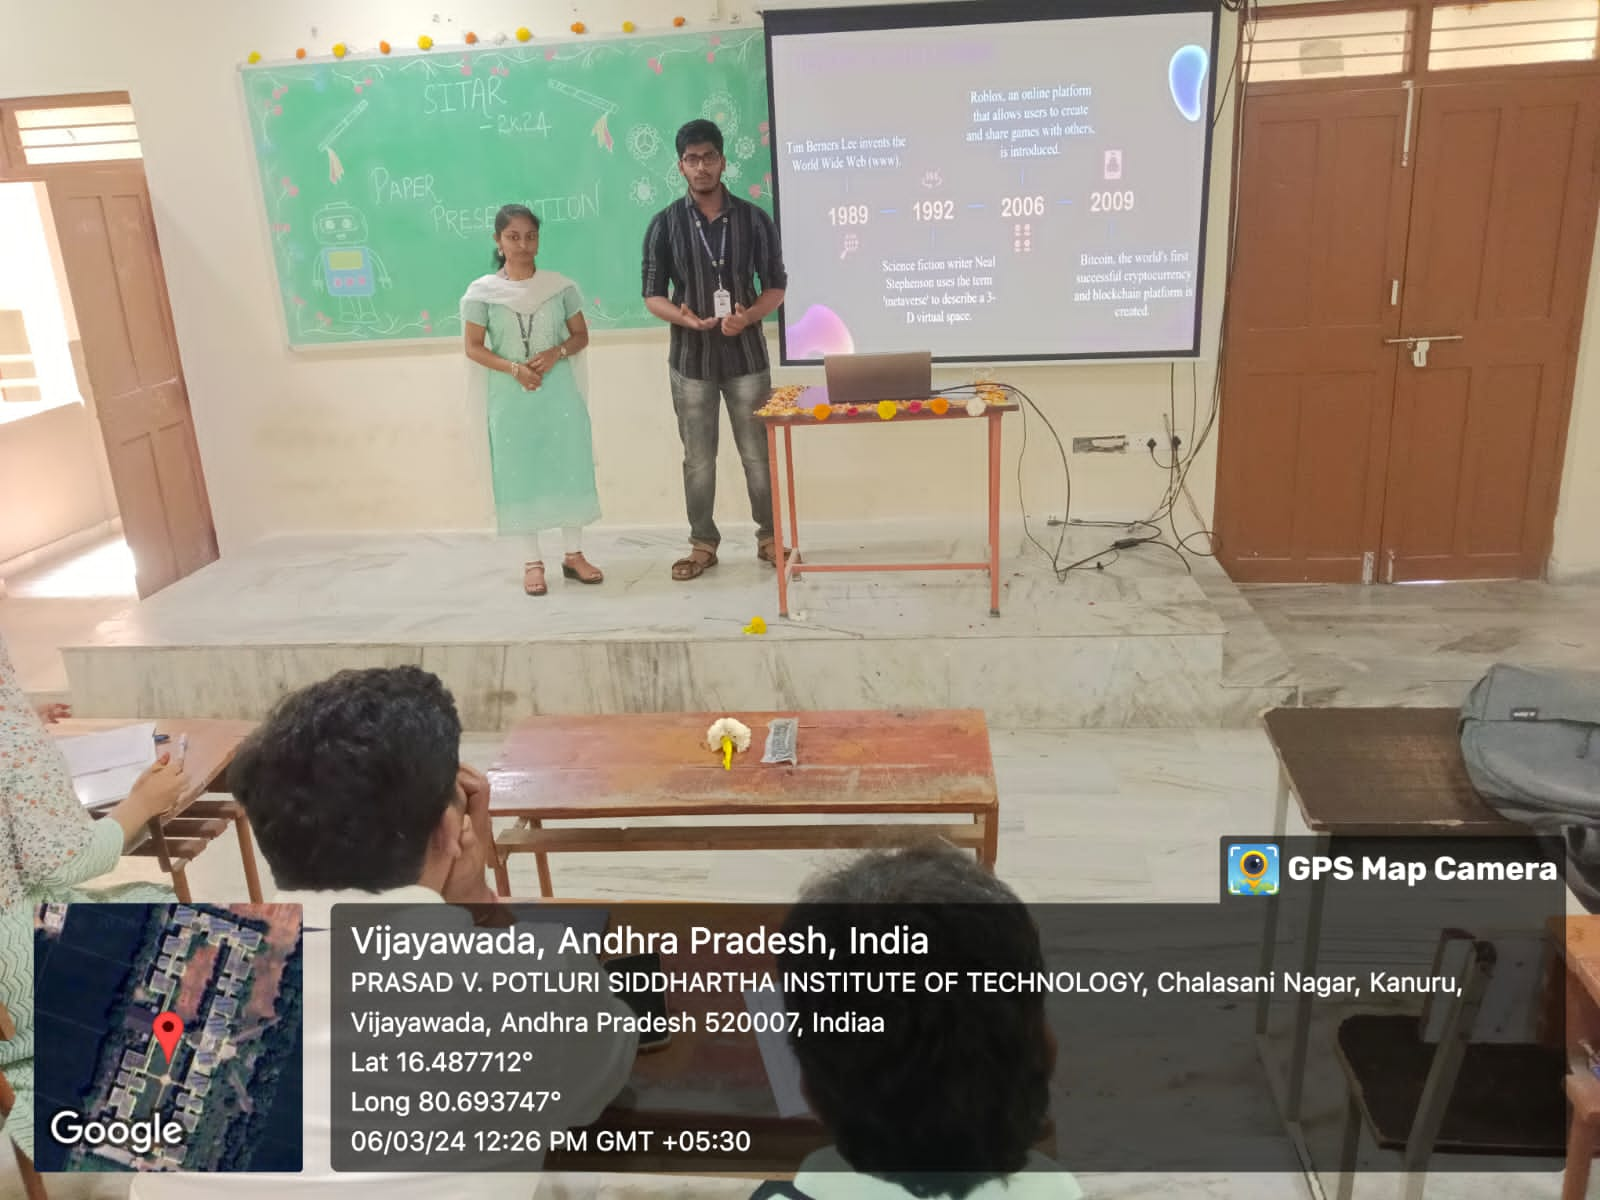 SITAR
- 2K24
PAPER
PRESENTATION
Tim Berners Lee invents the
World Wide Web (www).
Roblox, an online platform
that allows users to create
and share games with others,
is introduced.
1989
1992
2006
2009
Science fiction writer Neal
Stephenson uses the term
'metaverse' to describe a 3-
D virtual space.
Bitcoin, the world's first
successful cryptocurrency
and blockchain platform is
created.
GPS Map Camera
Vijayawada, Andhra Pradesh, India
PRASAD V. POTLURI SIDDHARTHA INSTITUTE OF TECHNOLOGY, Chalasani Nagar, Kanuru,
Vijayawada, Andhra Pradesh 520007, Indiaa
Lat 16.487712°
Long 80.693747°
06/03/24 12:26 PM GMT +05:30
Google